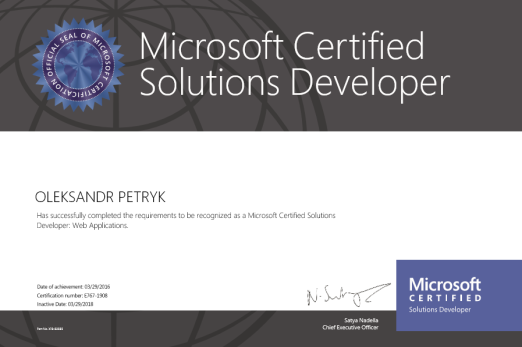 OFFICIAL SEAL OF MICROSOFT CERTIFICATION
Microsoft Certified
Solutions Developer
OLEKSANDR PETRYK
Has successfully completed the requirements to be recognized as a Microsoft Certified Solutions
Developer: Web Applications.
Date of achievement: 03/29/2016
Certification number: E767-1908
Inactive Date: 03/29/2018
Satya Nadella
Chief Executive Officer
Microsoft
CERTIFIED
Solutions Developer